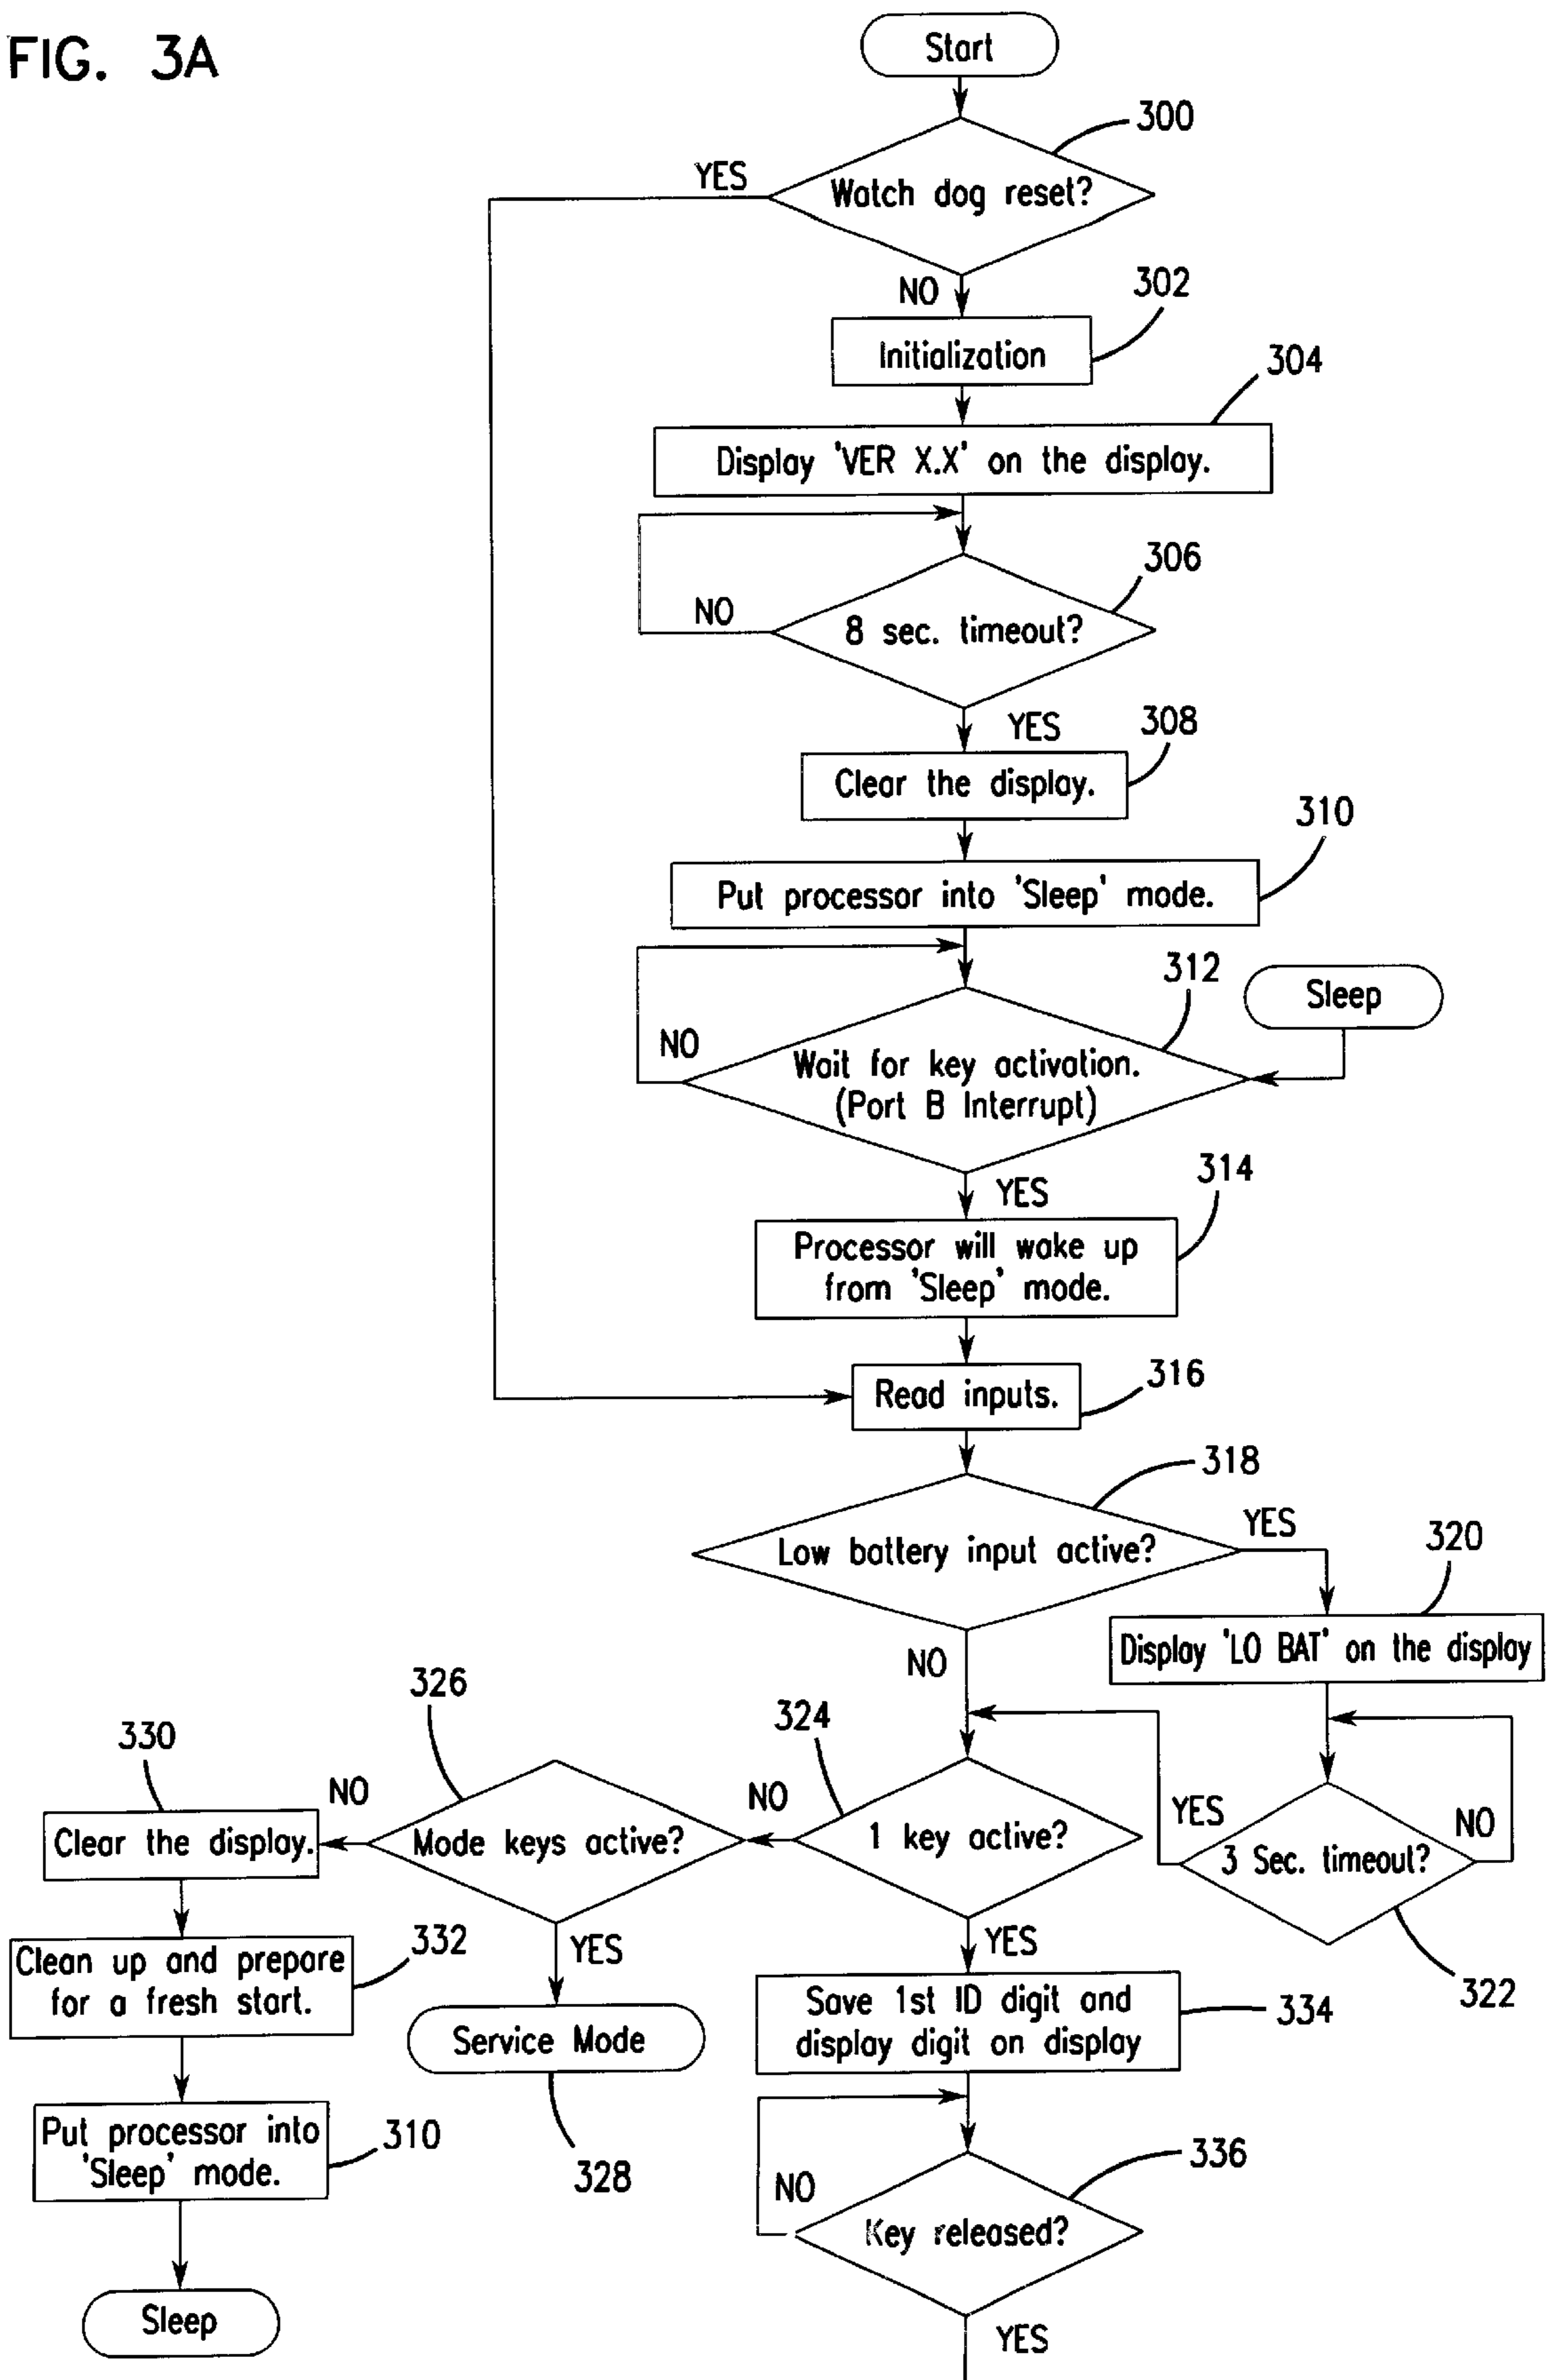 FIG. 3A
Start
300
YES
Watch dog reset?
NO
302
Initialization
304
Display 'VER X.X' on the display.
306
NO
8 sec. timeout?
YES
308
Clear the display.
310
Put processor into 'Sleep' mode.
312
Sleep
NO
Wait for key activation.
(Port B Interrupt)
314
YES
Processor will wake up
from 'Sleep' mode.
316
Read inputs.
318
YES
Low battery input active?
320
NO
Display 'LO BAT' on the display
326
324
330
NO
NO
YES
NO
Clear the display.
Mode keys active?
1 key active?
3 Sec. timeout?
332
YES
YES
322
Clean up and prepare
for a fresh start.
Service Mode
328
Save 1st ID digit and
display digit on display
334
Put processor into
'Sleep' mode.
310
336
NO
Key released?
Sleep
YES